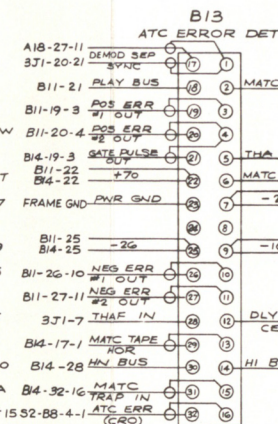 B13
ATC ERROR DET
A18-27-11 DEMOD SEP SYNC 17 1
3J1-20-21
B11-21 PLAY BUS 18 2 MATC
B11-19-3 POS ERR #1 OUT 19 3
W B11-20-4 POS ERR #2 OUT 20 4
B14-19-3 GATE PULSE OUT 21 5 THA
B11-22
T B14-22 +70 22 6 MATC
7 FRAME GND PWR GND 23 7
24 8
B11-25
B14-25 -26 25 9 -10
B11-26-10 NEG ERR #1 OUT 26 10
B11-27-11 NEG ERR #2 OUT 27 11
T 3J1-7 THAF IN 28 12 DLY CE
B14-17-1 MATC TAPE HOR 29 13
B14-28 H/N BUS 30 14 HI B
A B14-32-16 MATC TRAP IN 31 15
15 S2-B8-4-1 ATC ERR (CRO) 32 16